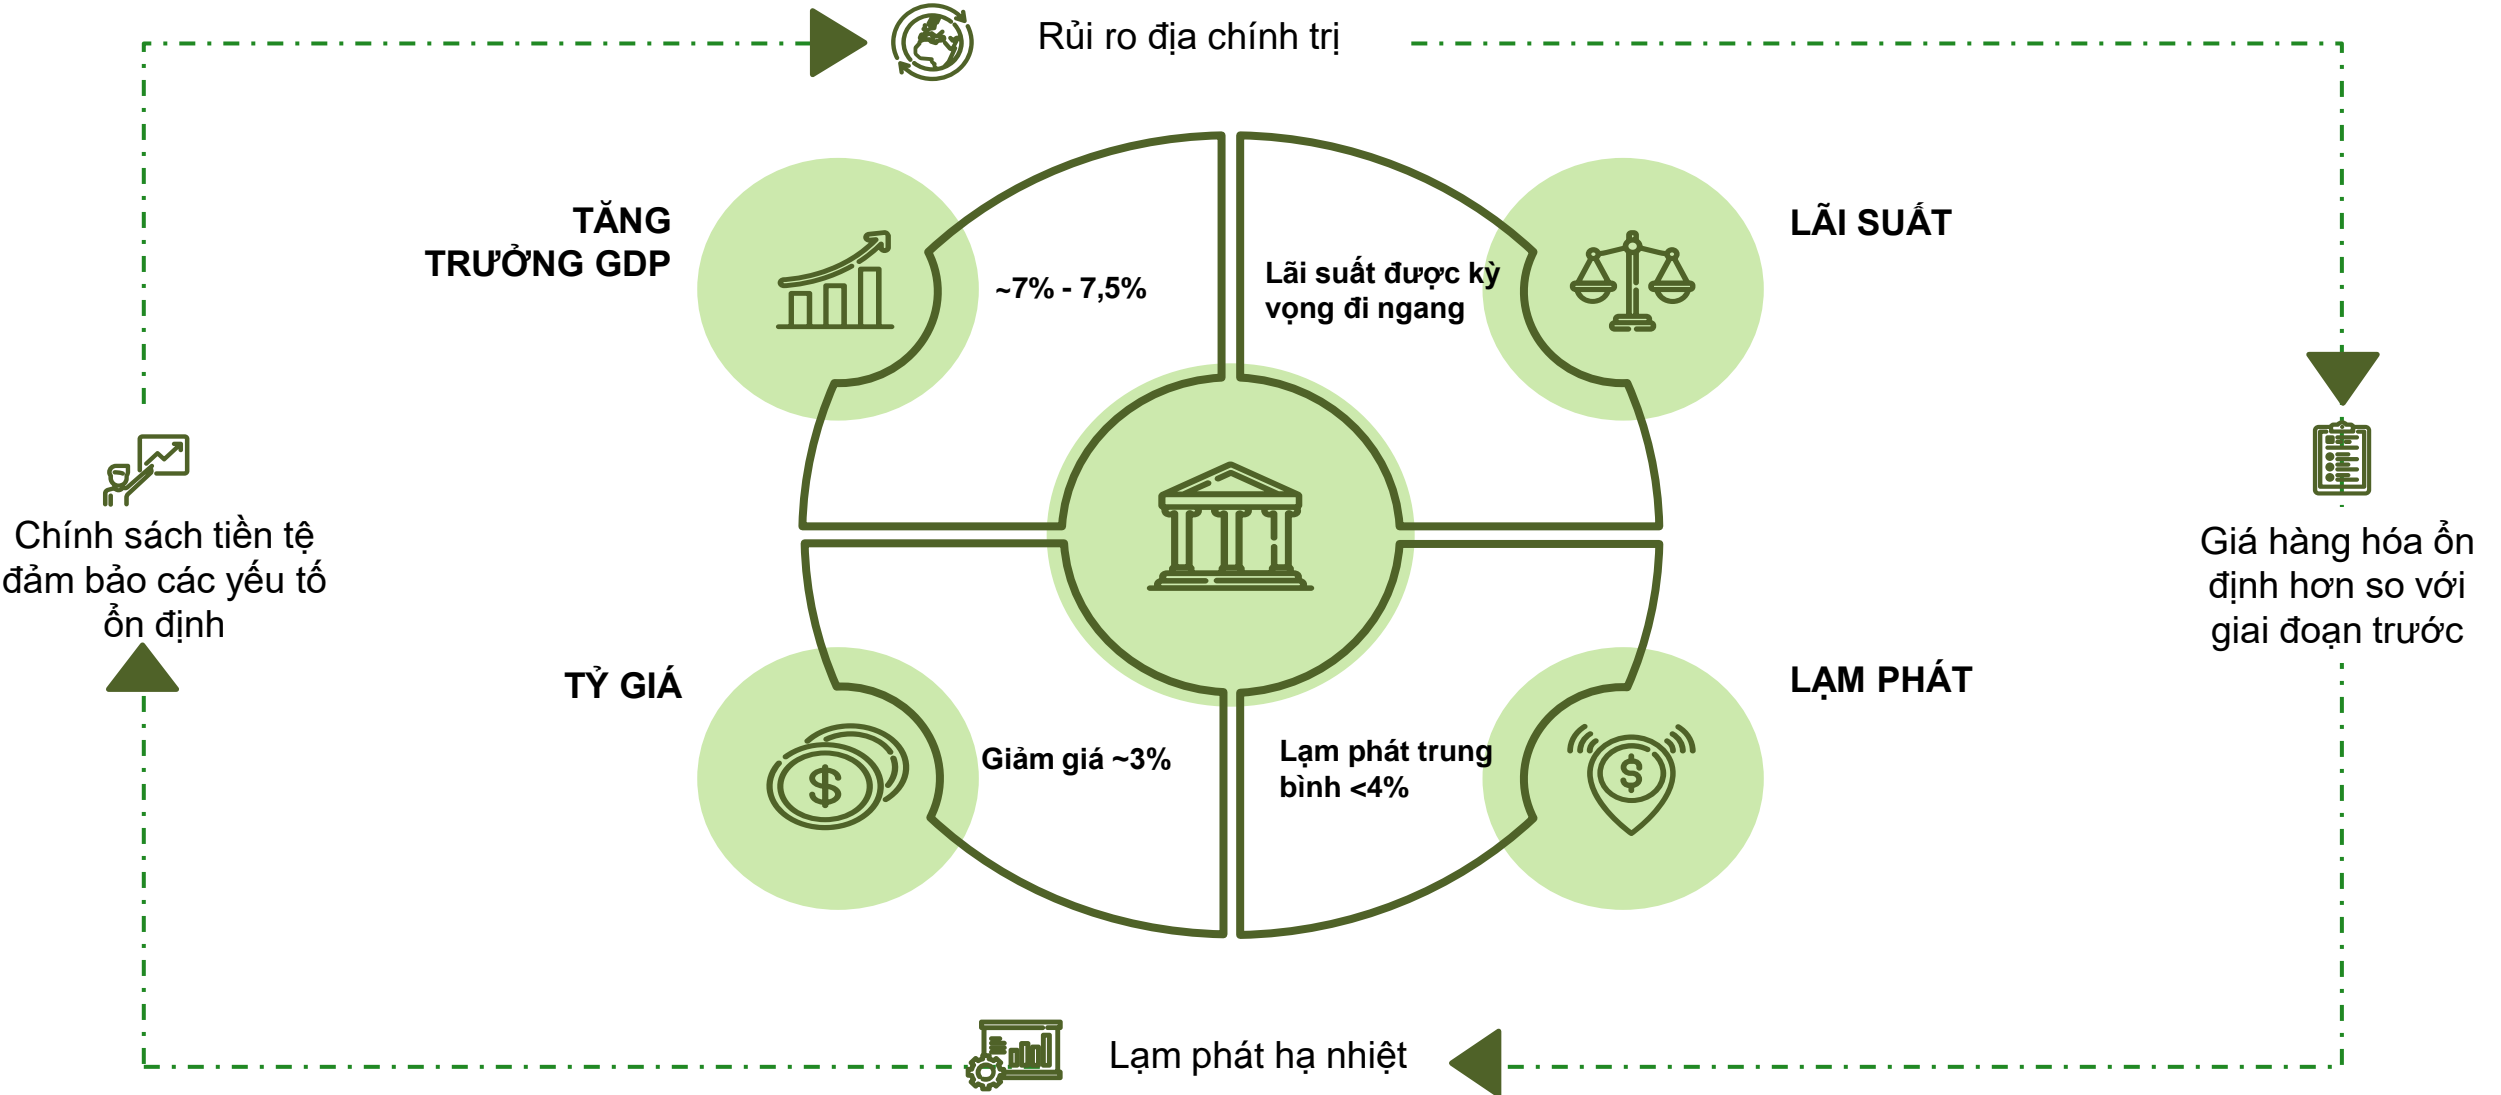 Rủi ro địa chính trị
TĂNG
TRƯỞNG GDP
~7% - 7,5%
Lãi suất được kỳ
vọng đi ngang
LÃI SUẤT
Chính sách tiền tệ
đảm bảo các yếu tố
ổn định
Giá hàng hóa ổn
định hơn so với
giai đoạn trước
TỶ GIÁ
Giảm giá ~3%
Lạm phát trung
bình <4%
LẠM PHÁT
Lạm phát hạ nhiệt